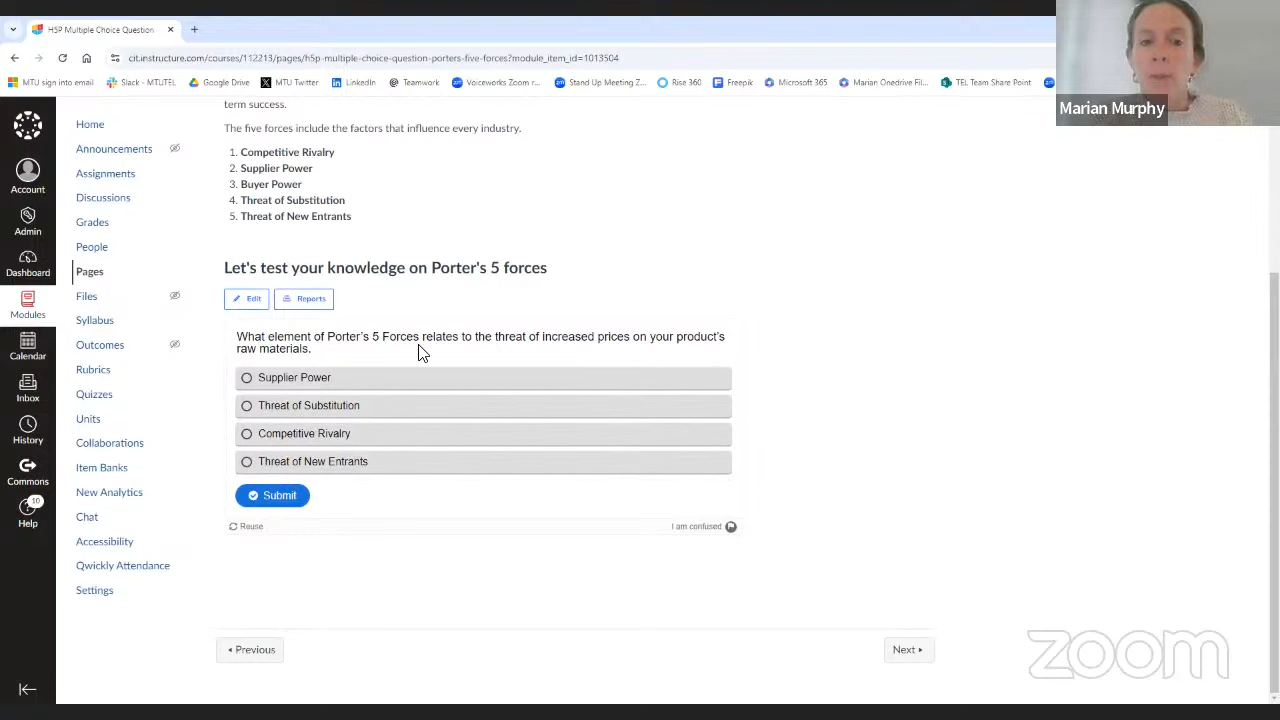 H5P Multiple Choice Question
cit.instructure.com/courses/112213/pages/h5p-multiple-choice-question-porters-five-forces?module_item_id=1013504
MTU sign into email
Slack - MTUTEL
Google Drive
MTU Twitter
LinkedIn
Teamwork
Voiceworks Zoom r...
Stand Up Meeting Z...
Rise 360
Freepik
Microsoft 365
Marian Onedrive Fil...
TEL Team Share Point
Marian Murphy
Account
Admin
Dashboard
Modules
Calendar
Inbox
History
Commons
10
Help
Home
Announcements
Assignments
Discussions
Grades
People
Pages
Files
Syllabus
Outcomes
Rubrics
Quizzes
Units
Collaborations
Item Banks
New Analytics
Chat
Accessibility
Qwickly Attendance
Settings
term success.
The five forces include the factors that influence every industry.
1. Competitive Rivalry
2. Supplier Power
3. Buyer Power
4. Threat of Substitution
5. Threat of New Entrants
Let's test your knowledge on Porter's 5 forces
Edit
Reports
What element of Porter's 5 Forces relates to the threat of increased prices on your product's
raw materials.
Supplier Power
Threat of Substitution
Competitive Rivalry
Threat of New Entrants
Submit
Reuse
I am confused
Previous
Next
zoom